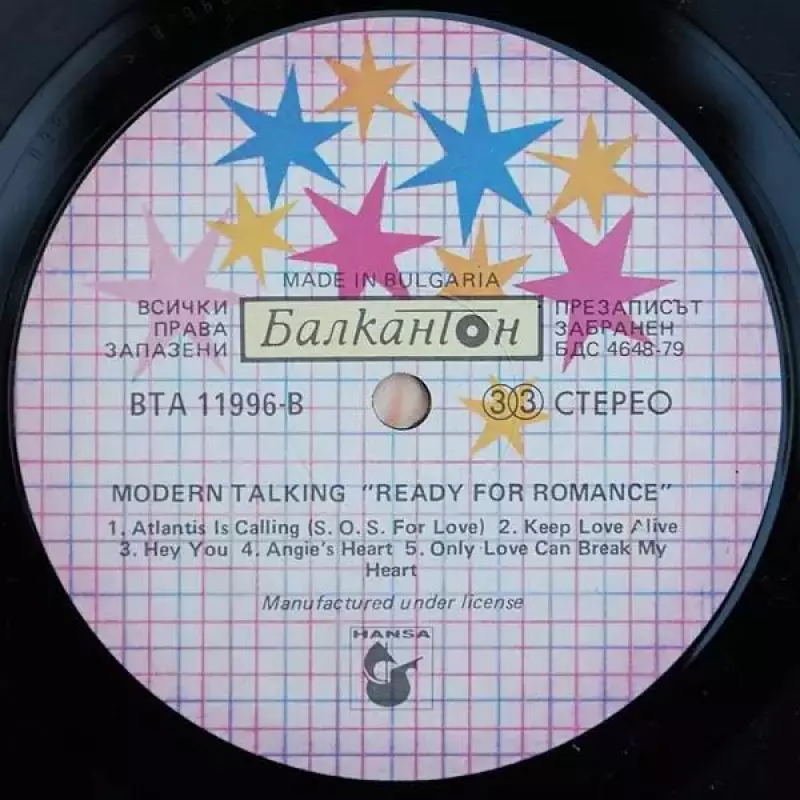 MADE IN BULGARIA
ВСИЧКИ
ПРАВА
ЗАПАЗЕНИ
Балкантон
ПРЕЗАПИСЪТ
ЗАБРАНЕН
БДС 4648-79
ВТА 11996-В
33 СТЕРЕО
MODERN TALKING "READY FOR ROMANCE"
1. Atlantis Is Calling (S. O. S. For Love) 2. Keep Love Alive
3. Hey You 4. Angie's Heart 5. Only Love Can Break My
Heart
Manufactured under license
HANSA